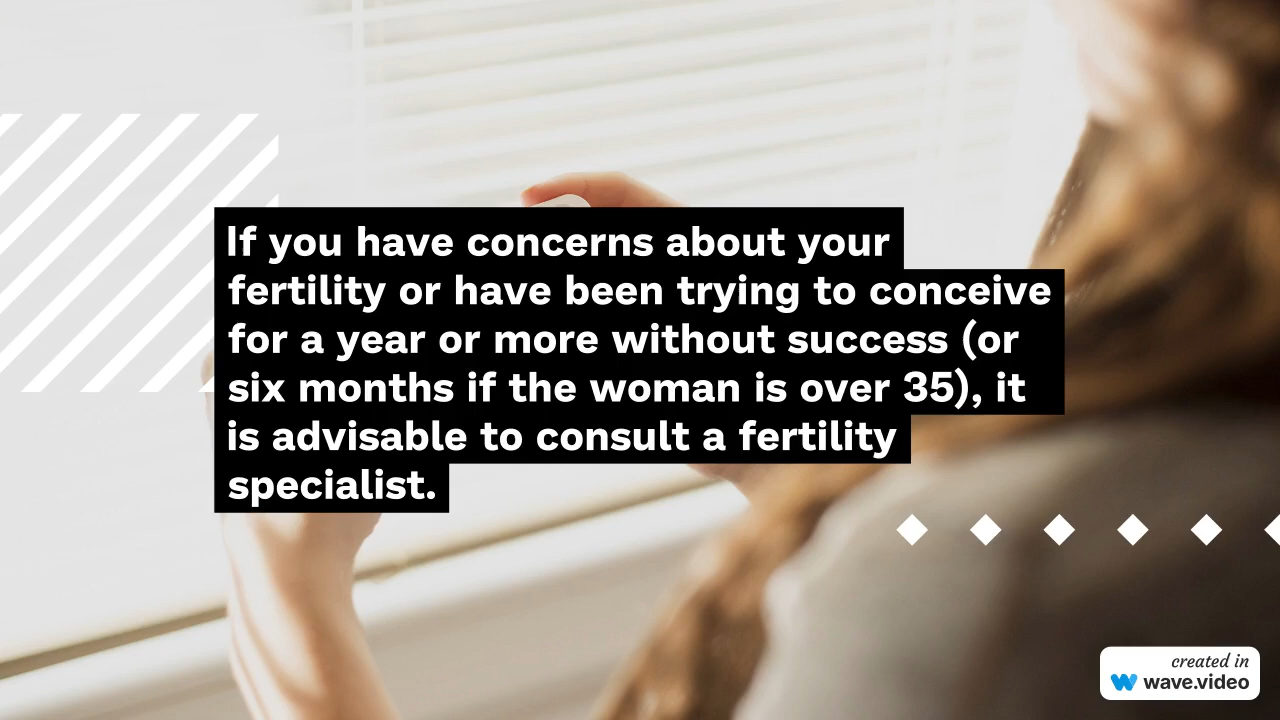 If you have concerns about your
fertility or have been trying to conceive
for a year or more without success (or
six months if the woman is over 35), it
is advisable to consult a fertility
specialist.
created in
wave.video